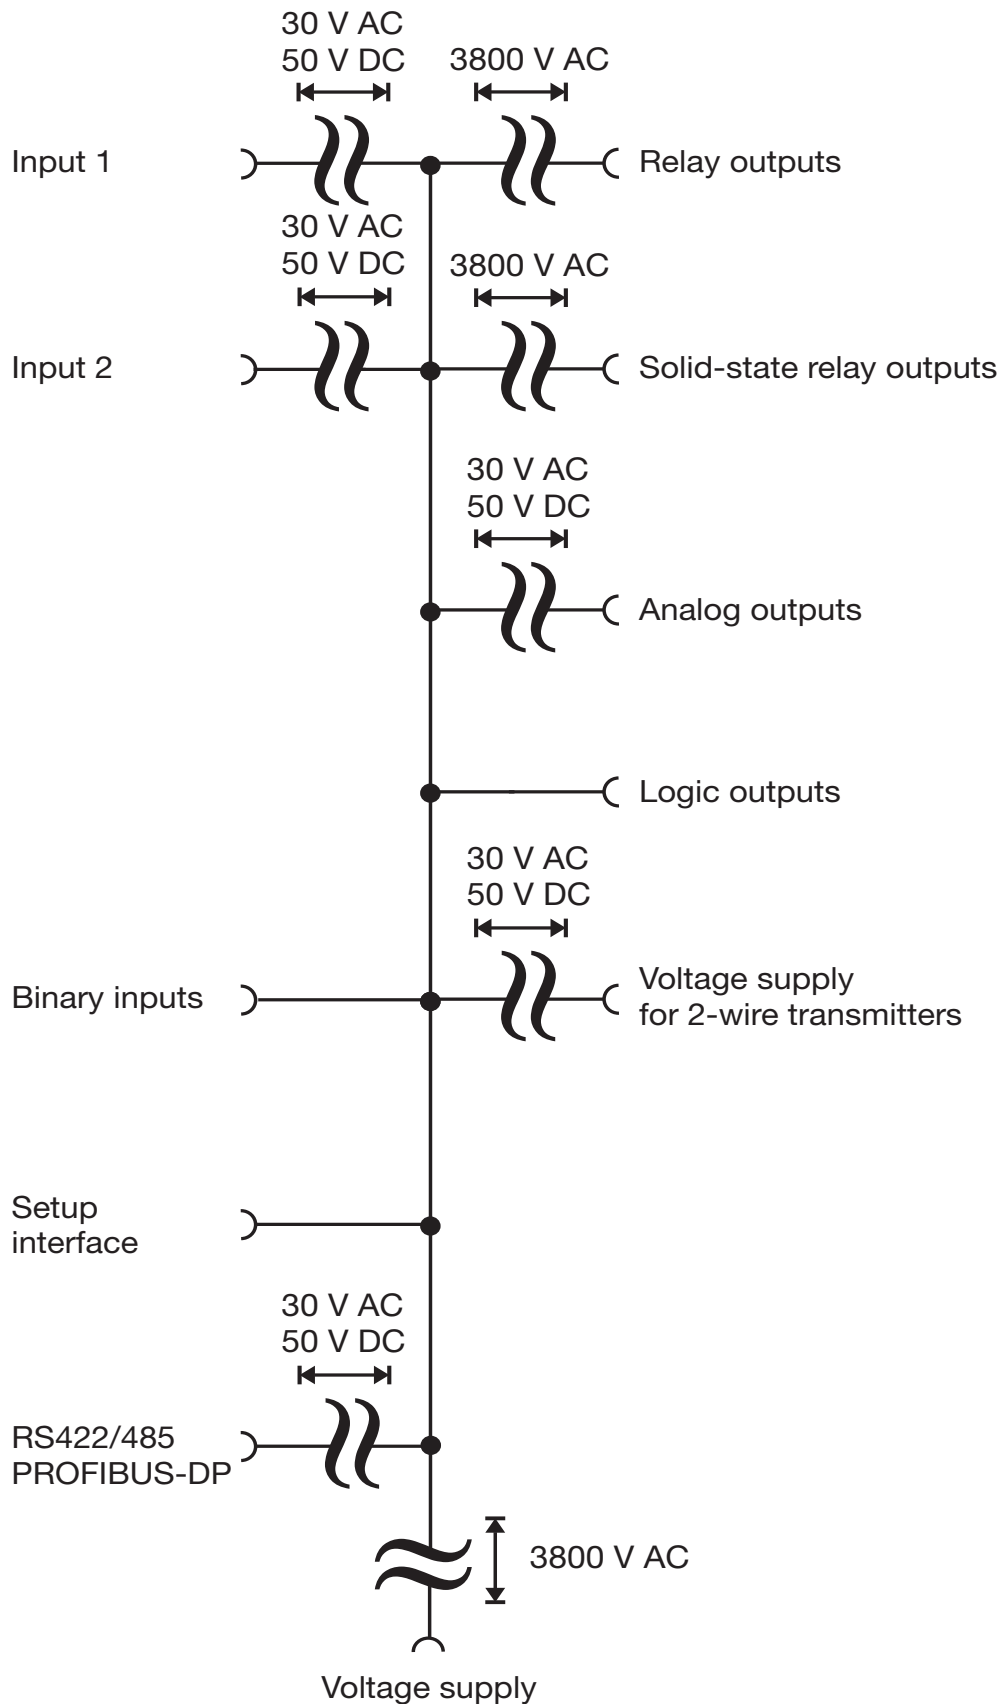 30 V AC
50 V DC
3800 V AC
Input 1
Relay outputs
30 V AC
50 V DC
3800 V AC
Input 2
Solid-state relay outputs
30 V AC
50 V DC
Analog outputs
Logic outputs
30 V AC
50 V DC
Binary inputs
Voltage supply
for 2-wire transmitters
Setup
interface
30 V AC
50 V DC
RS422/485
PROFIBUS-DP
3800 V AC
Voltage supply